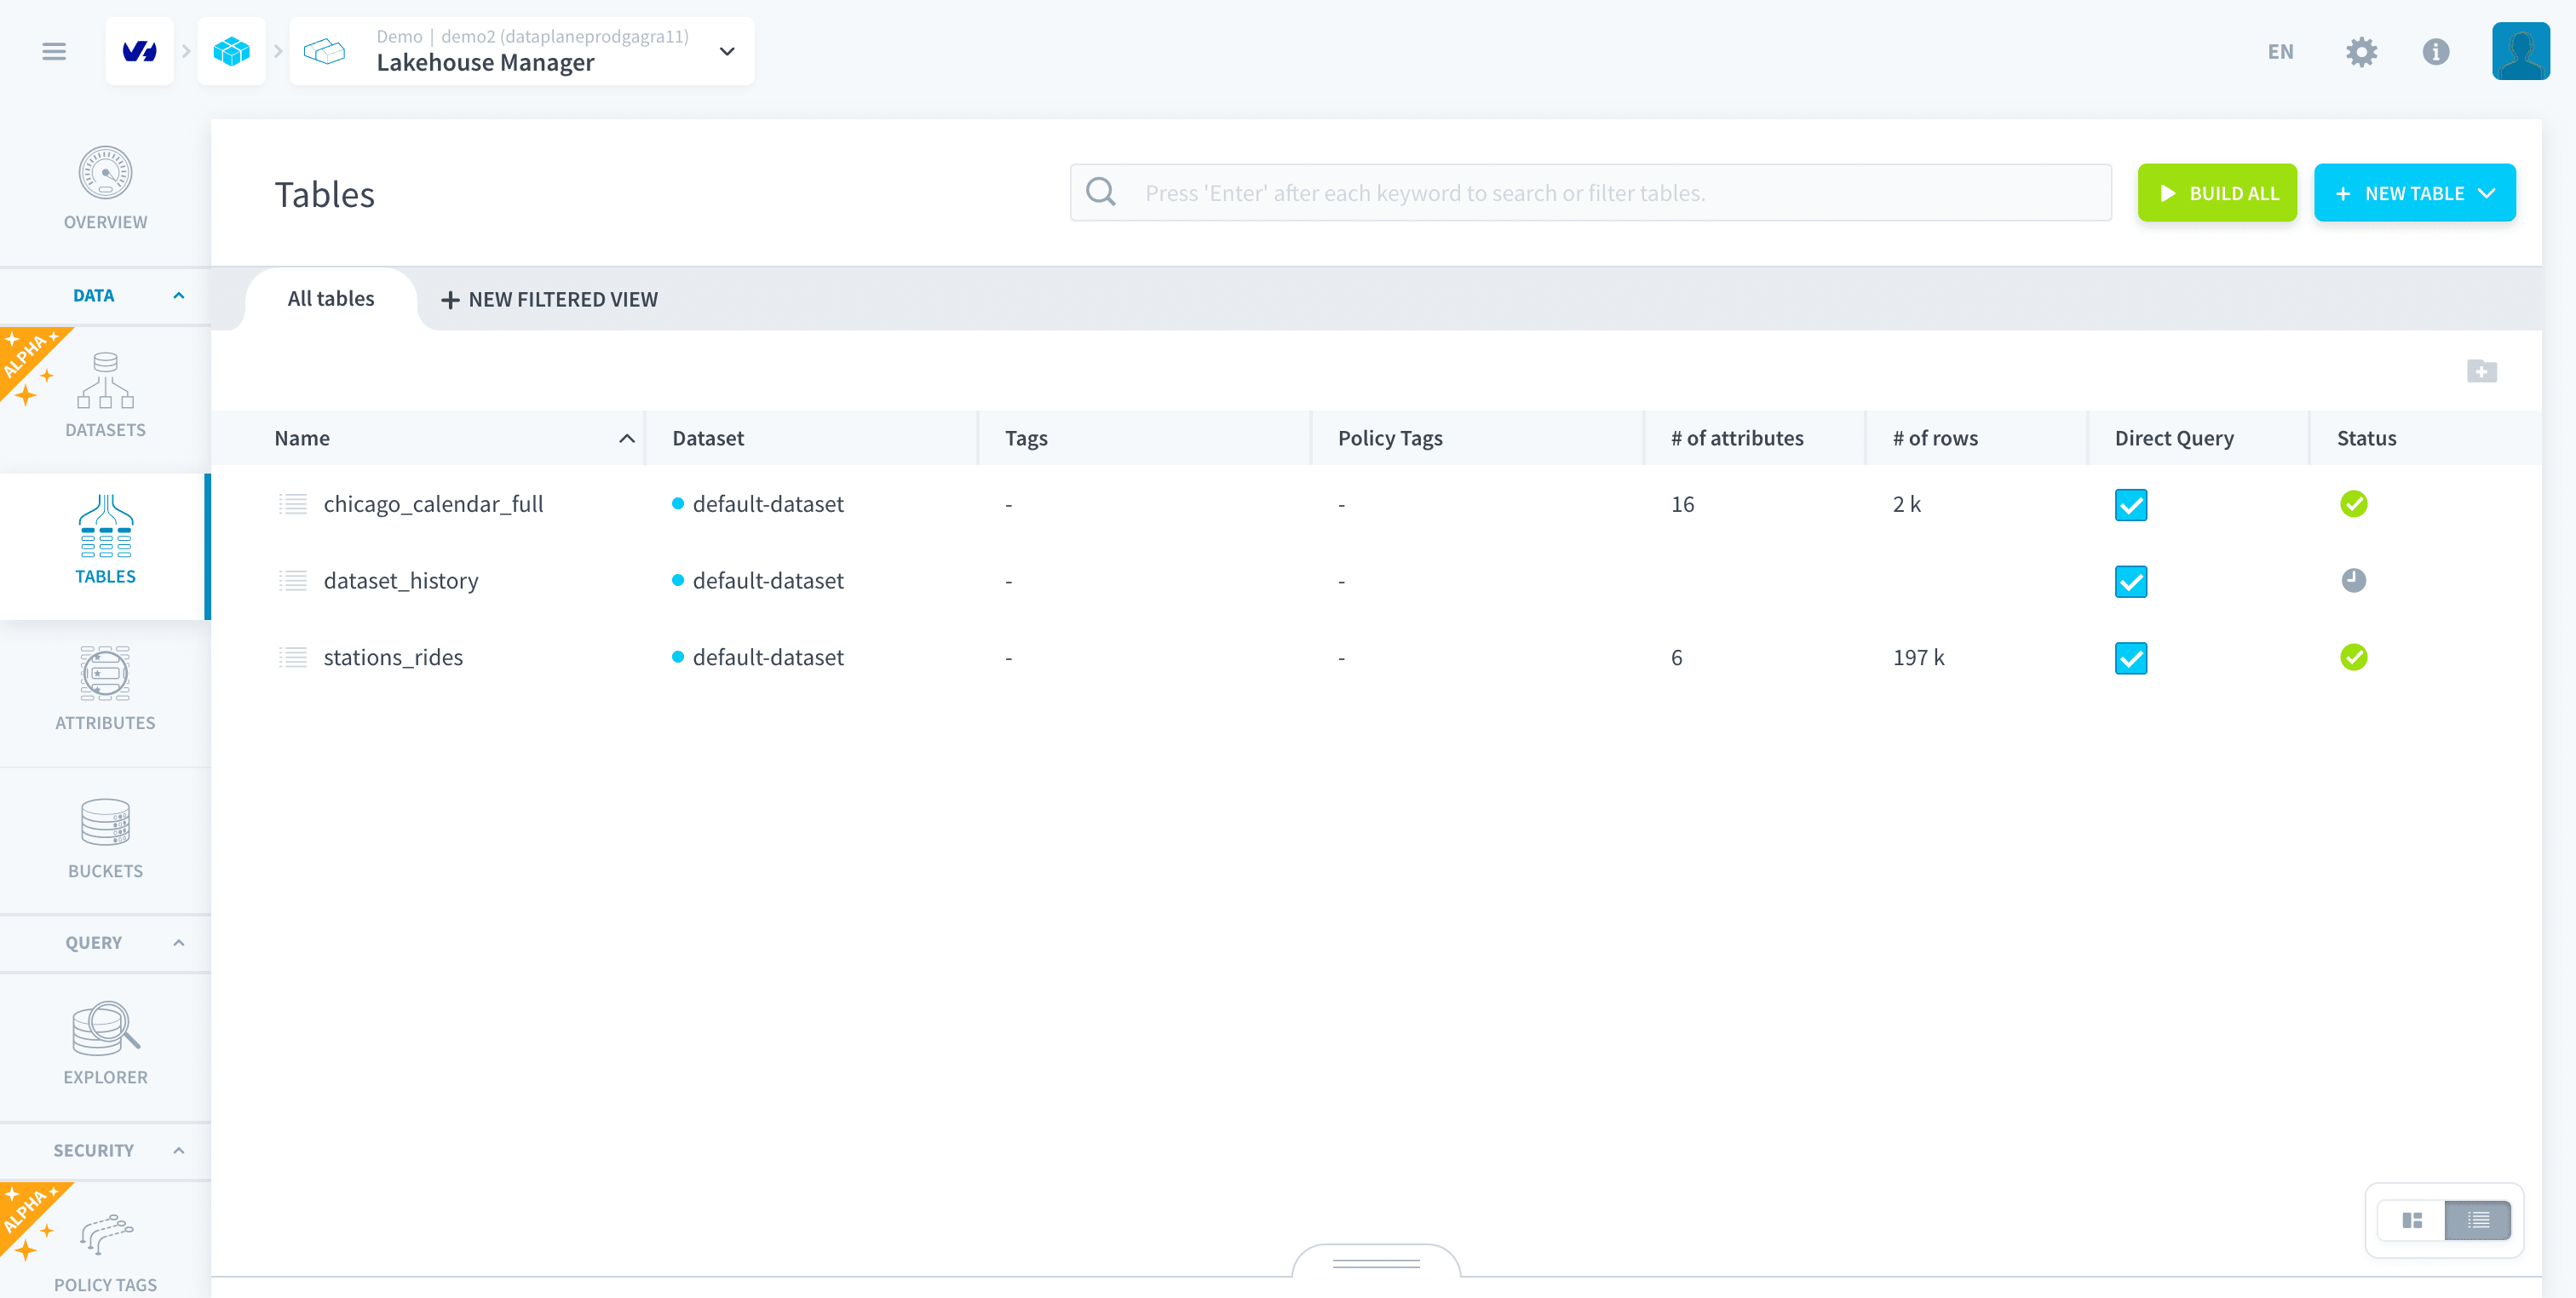 Demo | demo2 (dataplaneprodgagra11)
Lakehouse Manager
EN
OVERVIEW
DATA
ALPHA
DATASETS
TABLES
ATTRIBUTES
BUCKETS
QUERY
EXPLORER
SECURITY
ALPHA
POLICY TAGS
Tables
Press 'Enter' after each keyword to search or filter tables.
BUILD ALL
+ NEW TABLE
All tables
+ NEW FILTERED VIEW
Name Dataset Tags Policy Tags # of attributes # of rows Direct Query Status
chicago_calendar_full default-dataset - - 16 2 k
dataset_history default-dataset - -
stations_rides default-dataset - - 6 197 k